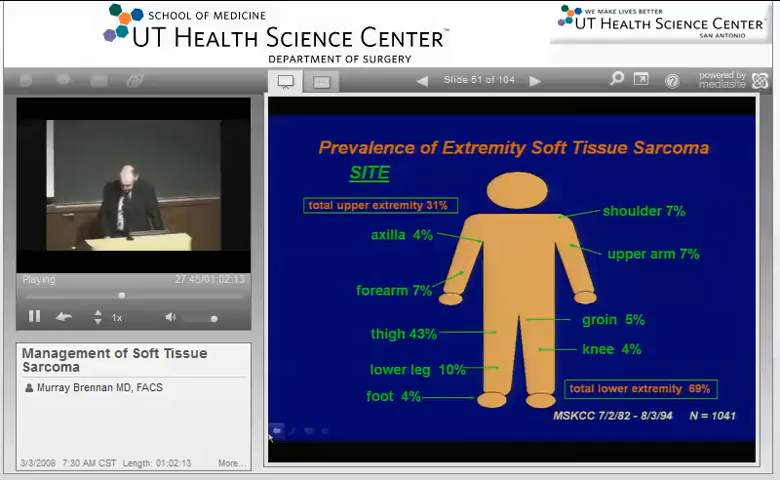 SCHOOL OF MEDICINE
UT HEALTH SCIENCE CENTER™
DEPARTMENT OF SURGERY
WE MAKE LIVES BETTER
UT HEALTH SCIENCE CENTER™
SAN ANTONIO
Slide 61 of 104
powered by
mediasite
Playing
27:45/01:02:13
1x
Management of Soft Tissue
Sarcoma
Murray Brennan MD, FACS
3/3/2008 7:30 AM CST Length: 01:02:13 More...
Prevalence of Extremity Soft Tissue Sarcoma
SITE
total upper extremity 31%
shoulder 7%
axilla 4%
upper arm 7%
forearm 7%
groin 5%
thigh 43%
knee 4%
lower leg 10%
total lower extremity 69%
foot 4%
MSKCC 7/2/82 - 8/3/94 N = 1041